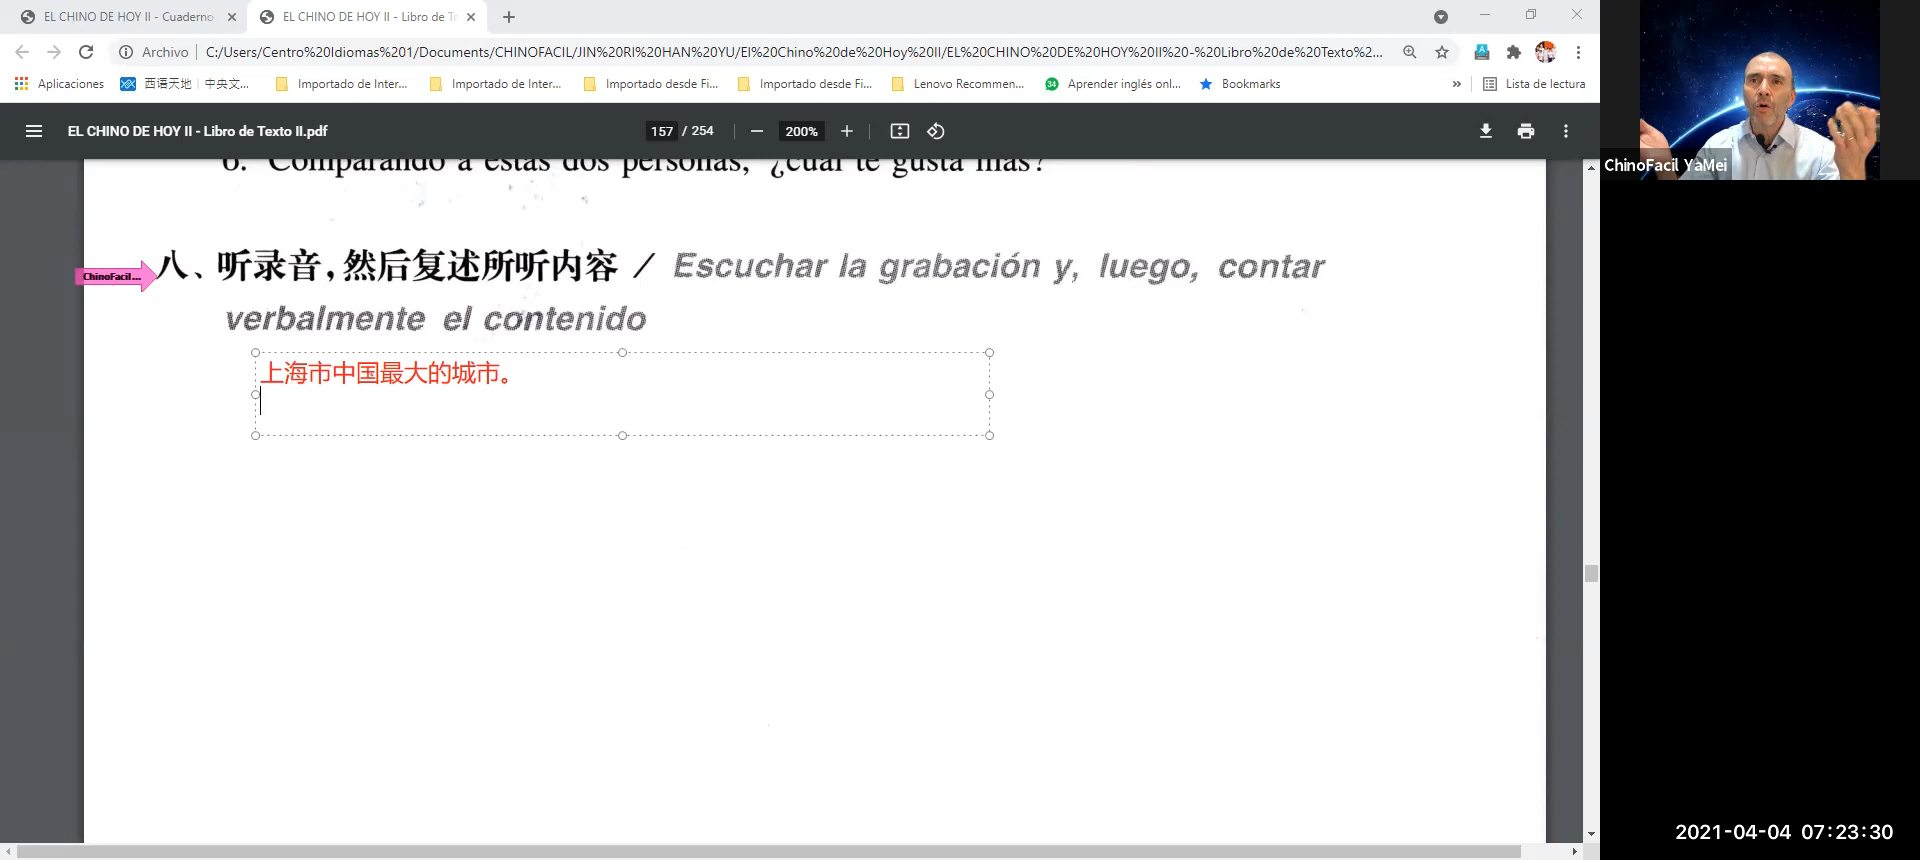 EL CHINO DE HOY II - Cuaderno
EL CHINO DE HOY II - Libro de Te
Archivo
C:/Users/Centro%20Idiomas%201/Documents/CHINOFACIL/JIN%20RI%20HAN%20YU/El%20Chino%20de%20Hoy%20II/EL%20CHINO%20DE%20HOY%20II%20-%20Libro%20de%20Texto%2...
Aplicaciones
西语天地 | 中央文...
Importado de Inter...
Importado de Inter...
Importado desde Fi...
Importado desde Fi...
Lenovo Recommen...
34
Aprender inglés onl...
Bookmarks
»
Lista de lectura
EL CHINO DE HOY II - Libro de Texto II.pdf
157 / 254
200%
6. Comparando a estas dos personas, ¿cuál te gusta más?
ChinoFacil...
八、听录音,然后复述所听内容 / Escuchar la grabación y, luego, contar
verbalmente el contenido
上海市中国最大的城市。
ChinoFacil YaMei
2021-04-04 07:23:30